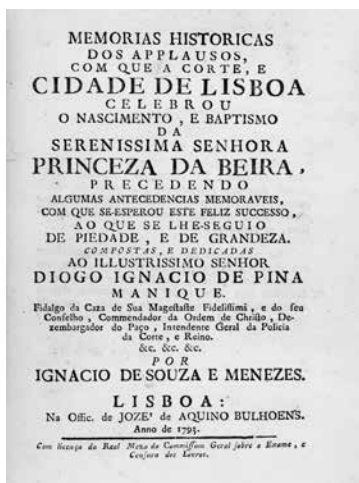 MEMORIAS HISTORICAS
DOS APPLAUSOS,
COM QUE A CORTE, E
CIDADE DE LISBOA
CELEBROU
O NASCIMENTO, E BAPTISMO
DA
SERENISSIMA SENHORA
PRINCEZA DA BEIRA,
PRECEDENDO
ALGUMAS ANTECEDENCIAS MEMORAVEIS,
COM QUE SE-ESPEROU ESTE FELIZ SUCCESSO,
AO QUE SE LHE-SEGUIO
DE PIEDADE, E DE GRANDEZA.
COMPOSTAS, E DEDICADAS
AO ILLUSTRISSIMO SENHOR
DIOGO IGNACIO DE PINA
MANIQUE.
Fidalgo da Caza de Sua Magestaste Fidelissima, e do seu
Conselho, Commendador da Ordem de Christo, De-
zembargador do Paço, Intendente Geral da Policia
da Corte, e Reino.
&c. &c. &c.
POR
IGNACIO DE SOUZA E MENEZES.
LISBOA:
Na Offic. de JOZE' de AQUINO BULHOENS.
Anno de 1793.
Com licença da Real Meza da Commissam Geral sobre o Exame, e
Censura dos Livros.